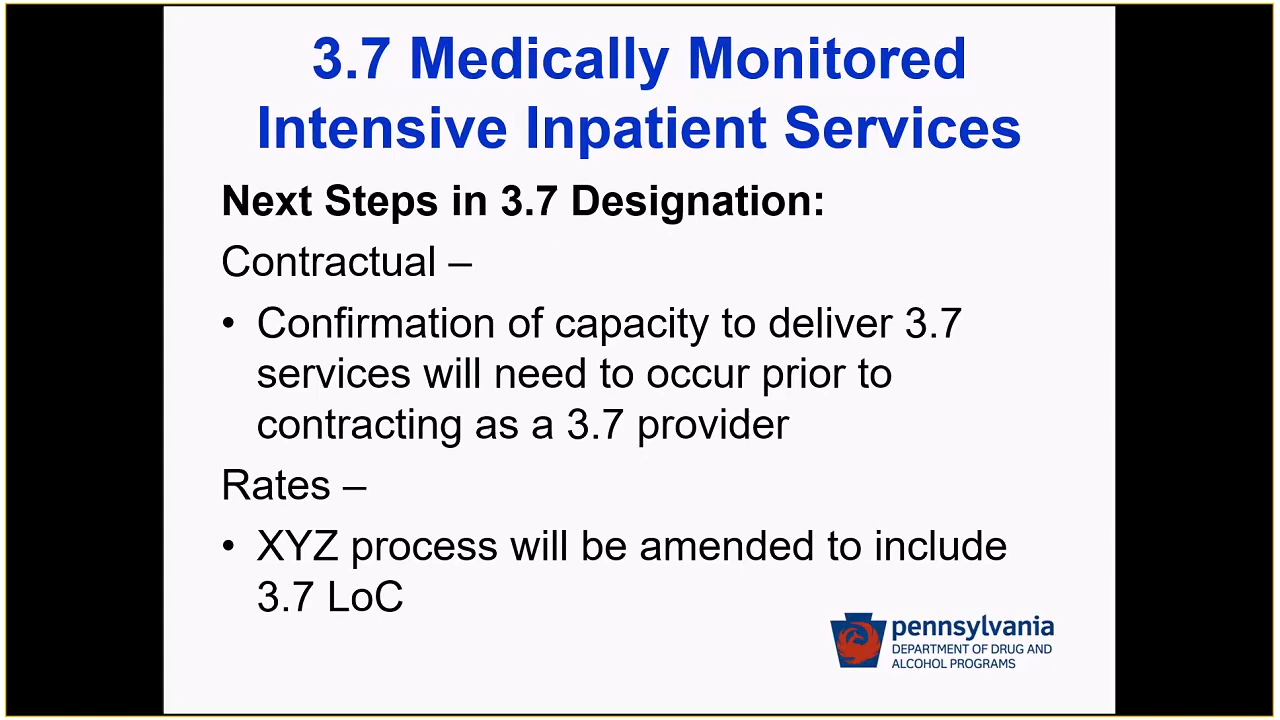 3.7 Medically Monitored
Intensive Inpatient Services
Next Steps in 3.7 Designation:
Contractual –
• Confirmation of capacity to deliver 3.7
services will need to occur prior to
contracting as a 3.7 provider
Rates –
• XYZ process will be amended to include
3.7 LoC
pennsylvania
DEPARTMENT OF DRUG AND
ALCOHOL PROGRAMS